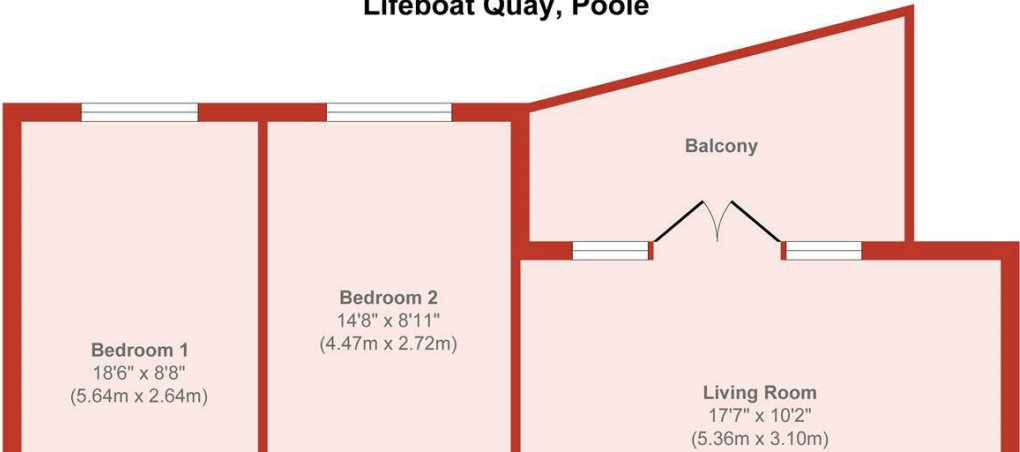 Lifeboat Quay, Poole
Balcony
Bedroom 2
14'8" x 8'11"
(4.47m x 2.72m)
Bedroom 1
18'6" x 8'8"
(5.64m x 2.64m)
Living Room
17'7" x 10'2"
(5.36m x 3.10m)